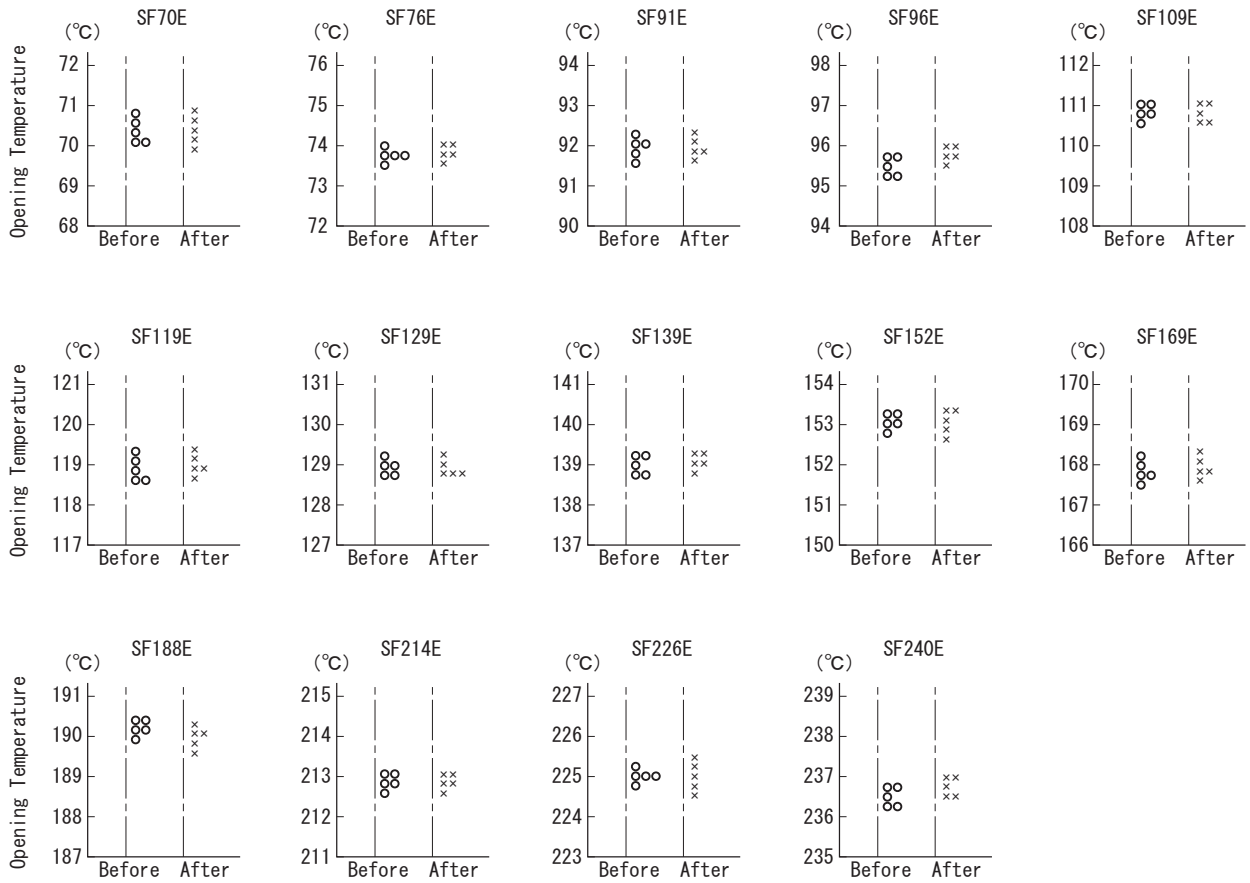 SF70E
(℃)
Opening Temperature
72
71
70
69
68
Before After
SF76E
(℃)
76
75
74
73
72
Before After
SF91E
(℃)
94
93
92
91
90
Before After
SF96E
(℃)
98
97
96
95
94
Before After
SF109E
(℃)
112
111
110
109
108
Before After
SF119E
(℃)
Opening Temperature
121
120
119
118
117
Before After
SF129E
(℃)
131
130
129
128
127
Before After
SF139E
(℃)
141
140
139
138
137
Before After
SF152E
(℃)
154
153
152
151
150
Before After
SF169E
(℃)
170
169
168
167
166
Before After
SF188E
(℃)
Opening Temperature
191
190
189
188
187
Before After
SF214E
(℃)
215
214
213
212
211
Before After
SF226E
(℃)
227
226
225
224
223
Before After
SF240E
(℃)
239
238
237
236
235
Before After